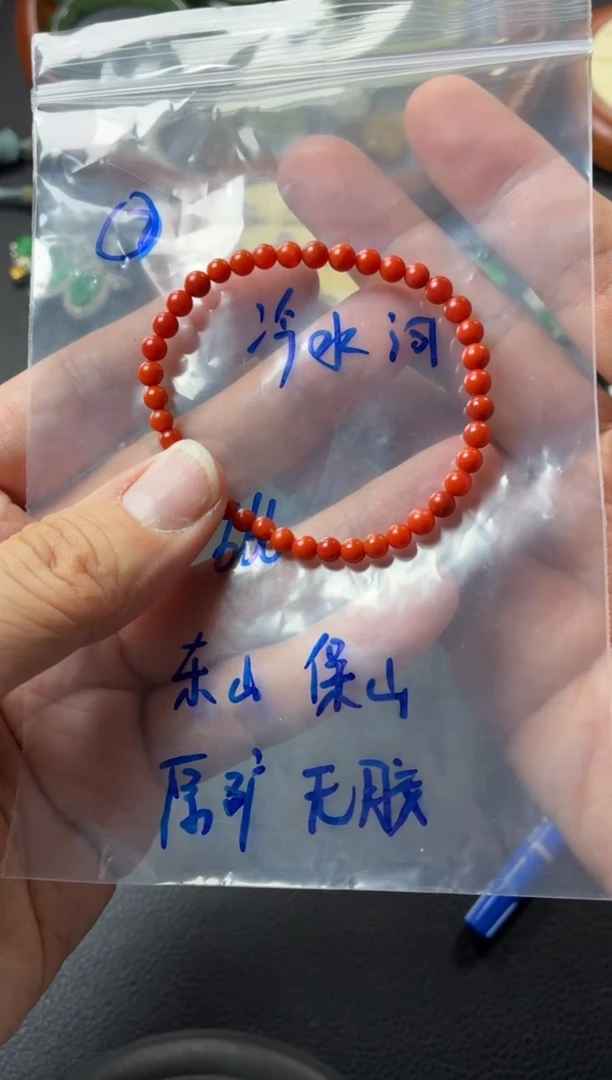 冷水沟
东山 保山
原矿 无胶